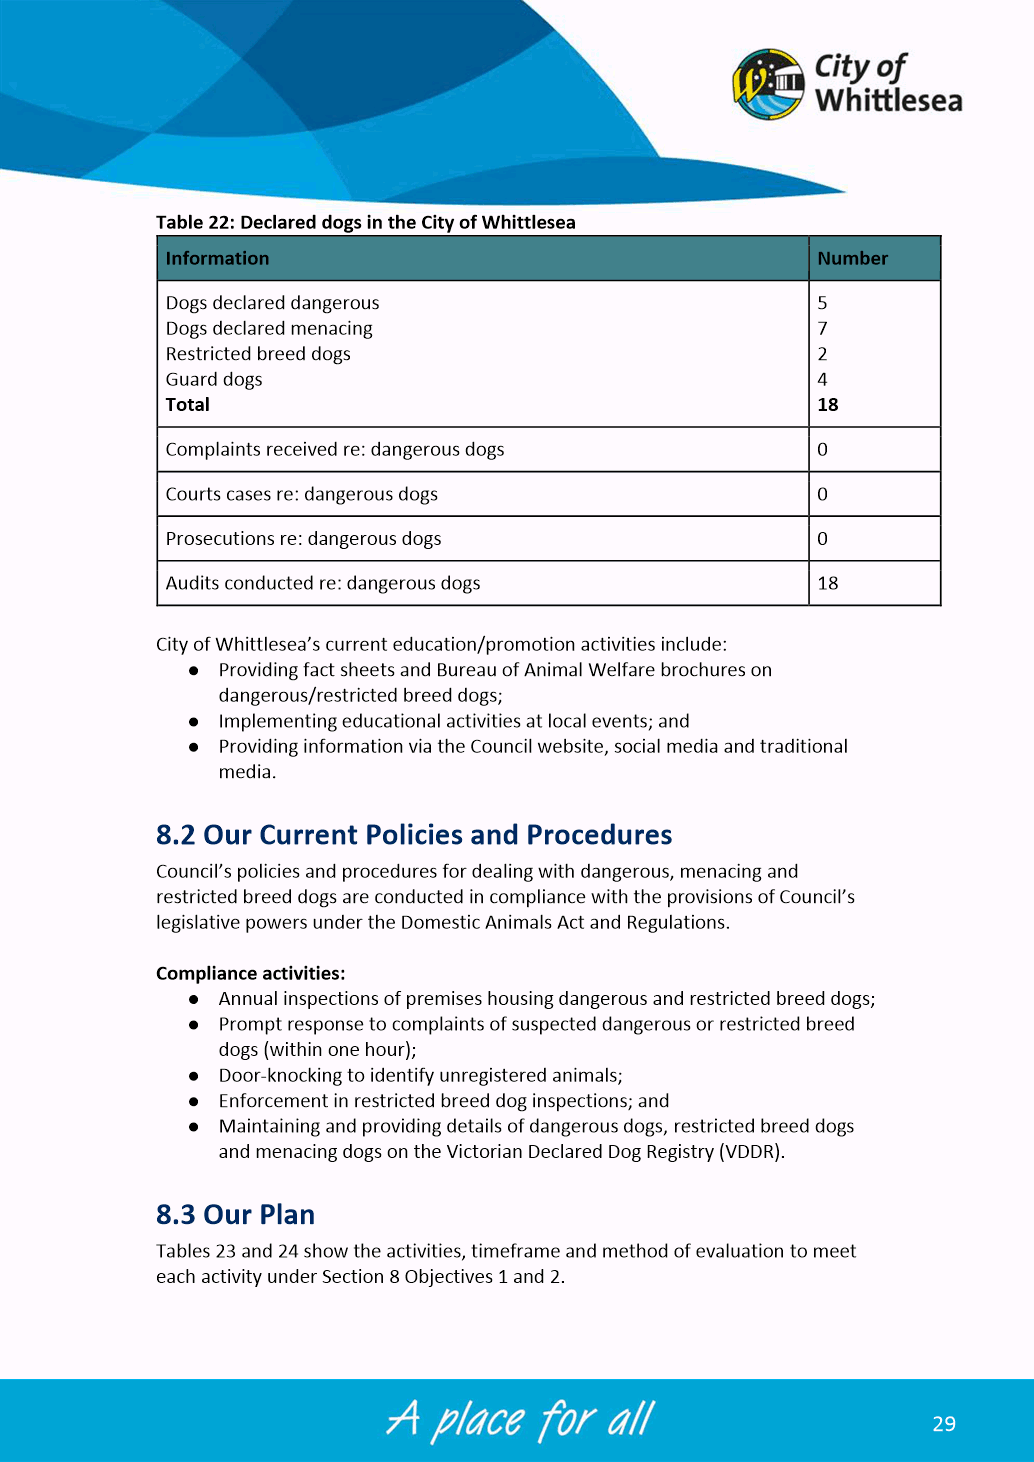 City of
Whittlesea
Table 22: Declared dogs in the City of Whittlesea
Information Number
Dogs declared dangerous 5
Dogs declared menacing 7
Restricted breed dogs 2
Guard dogs 4
Total 18
Complaints received re: dangerous dogs 0
Courts cases re: dangerous dogs 0
Prosecutions re: dangerous dogs 0
Audits conducted re: dangerous dogs 18
City of Whittlesea’s current education/promotion activities include:
● Providing fact sheets and Bureau of Animal Welfare brochures on
dangerous/restricted breed dogs;
● Implementing educational activities at local events; and
● Providing information via the Council website, social media and traditional
media.
8.2 Our Current Policies and Procedures
Council’s policies and procedures for dealing with dangerous, menacing and
restricted breed dogs are conducted in compliance with the provisions of Council’s
legislative powers under the Domestic Animals Act and Regulations.
Compliance activities:
● Annual inspections of premises housing dangerous and restricted breed dogs;
● Prompt response to complaints of suspected dangerous or restricted breed
dogs (within one hour);
● Door-knocking to identify unregistered animals;
● Enforcement in restricted breed dog inspections; and
● Maintaining and providing details of dangerous dogs, restricted breed dogs
and menacing dogs on the Victorian Declared Dog Registry (VDDR).
8.3 Our Plan
Tables 23 and 24 show the activities, timeframe and method of evaluation to meet
each activity under Section 8 Objectives 1 and 2.
A place for all
29